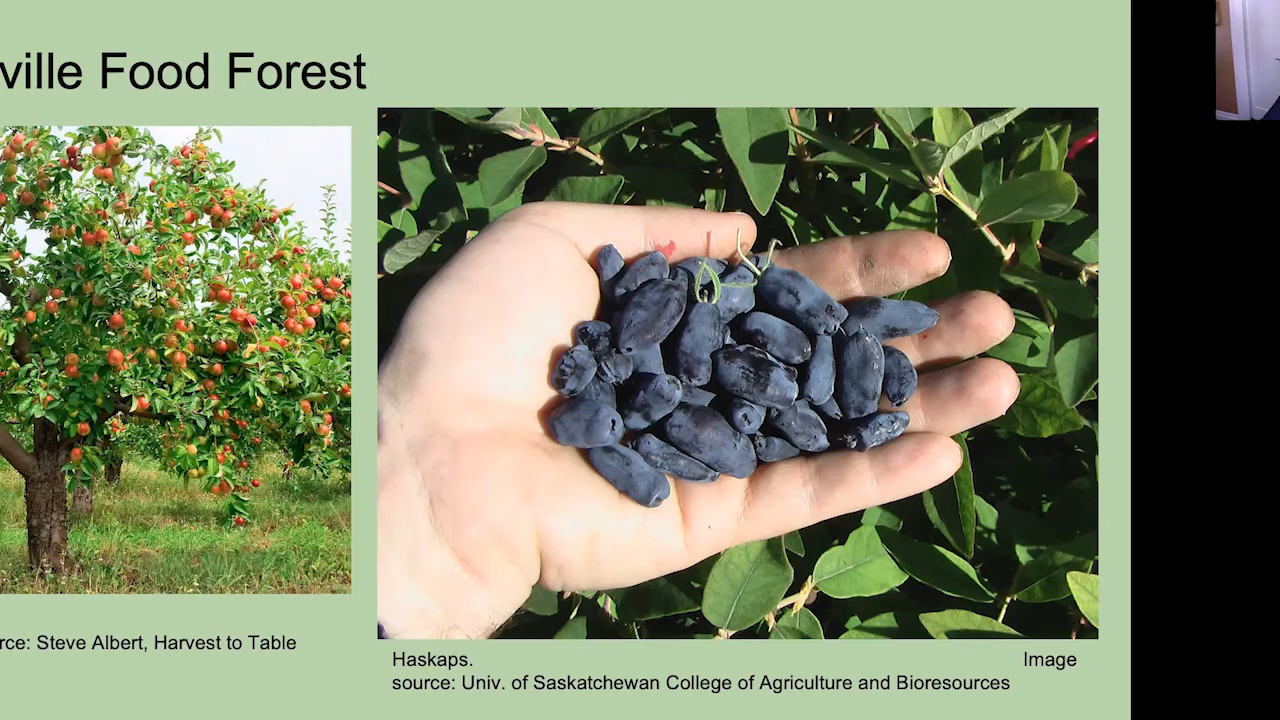 ville Food Forest
rce: Steve Albert, Harvest to Table
Haskaps. Image
source: Univ. of Saskatchewan College of Agriculture and Bioresources